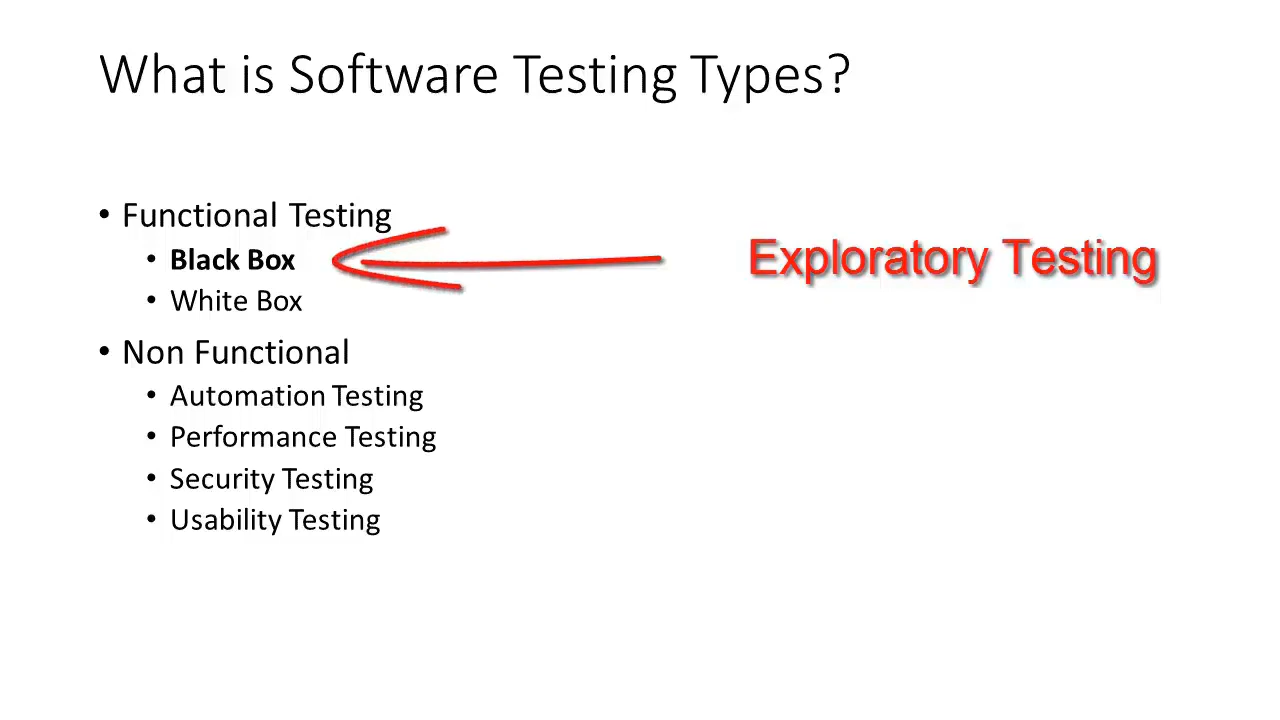 What is Software Testing Types?
• Functional Testing
• Black Box
Exploratory Testing
• White Box
• Non Functional
• Automation Testing
• Performance Testing
• Security Testing
• Usability Testing